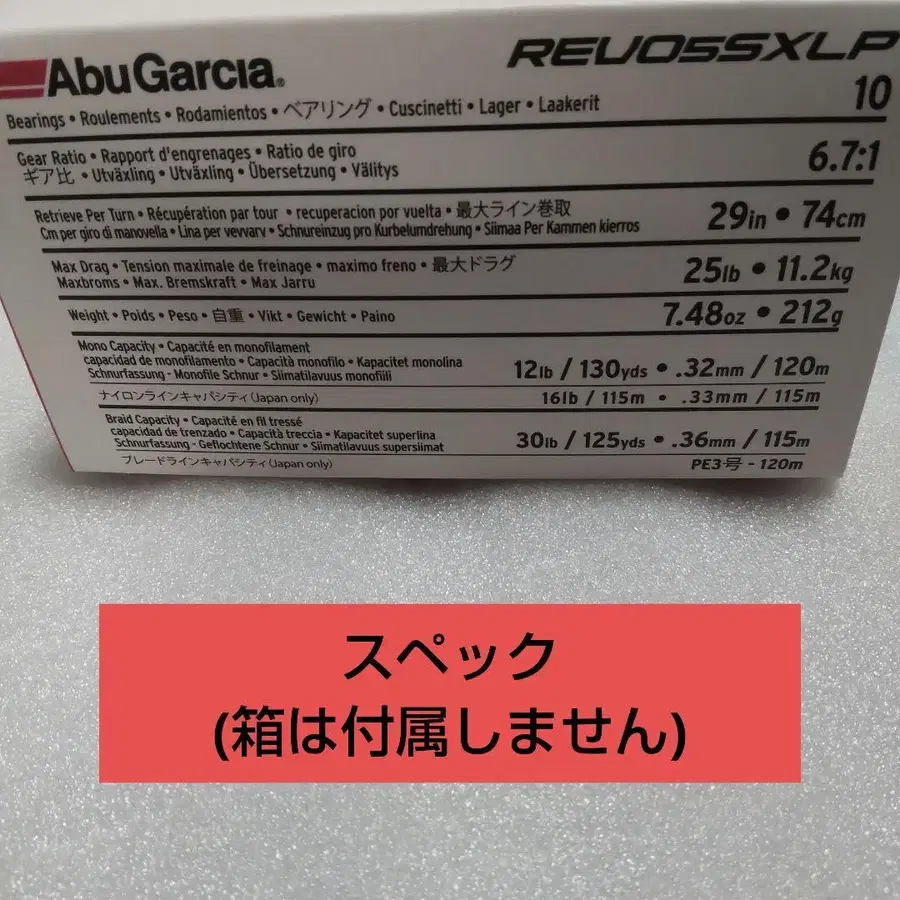 AbuGarcia®
REVO5SXLP
Bearings • Roulements • Rodamientos • ベアリング • Cuscinetti • Lager • Laakerit
10
Gear Ratio • Rapport d'engrenages • Ratio de giro
ギア比 • Utväxling • Utväxling • Übersetzung • Välitys
6.7:1
Retrieve Per Turn • Récupération par tour • recuperacion por vuelta • 最大ライン巻取
Cm per giro di manovella • Lina per vevvarv • Schnureinzug pro Kurbelumdrehung • Siimaa Per Kammen kierros
29in • 74cm
Max Drag • Tension maximale de freinage • maximo freno • 最大ドラグ
Maxbroms • Max. Bremskraft • Max Jarru
25lb • 11.2kg
Weight • Poids • Peso • 自重 • Vikt • Gewicht • Paino
7.48oz • 212g
Mono Capacity • Capacité en monofilament
capacidad de monofilamento • Capacità monofilo • Kapacitet monolina
Schnurfassung - Monofile Schnur • Siimatilavuus monofiili
12lb / 130yds • .32mm / 120m
ナイロンラインキャパシティ(Japan only)
16lb / 115m • .33mm / 115m
Braid Capacity • Capacité en fil tressé
capacidad de trenzado • Capacità treccia • Kapacitet superlina
Schnurfassung - Geflochtene Schnur • Siimatilavuus supersiimat
30lb / 125yds • .36mm / 115m
ブレードラインキャパシティ(Japan only)
PE3号 - 120m
スペック
(箱は付属しません)